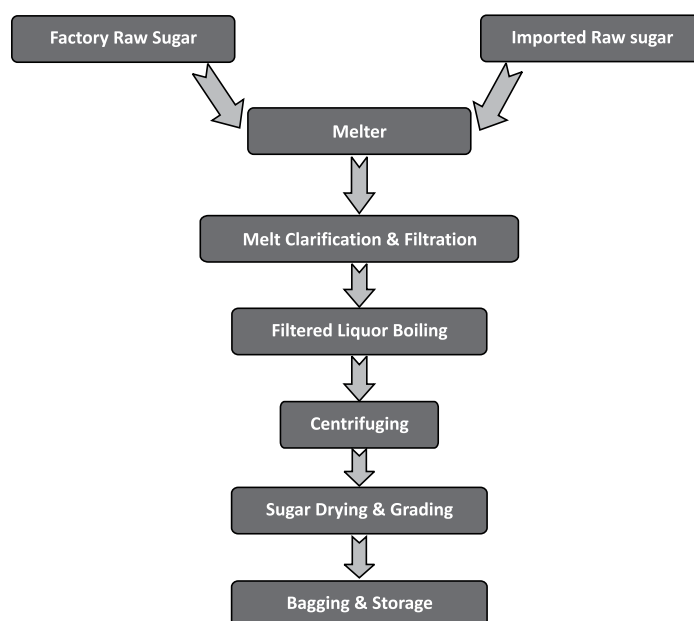 Factory Raw Sugar
Imported Raw sugar
Melter
Melt Clarification & Filtration
Filtered Liquor Boiling
Centrifuging
Sugar Drying & Grading
Bagging & Storage